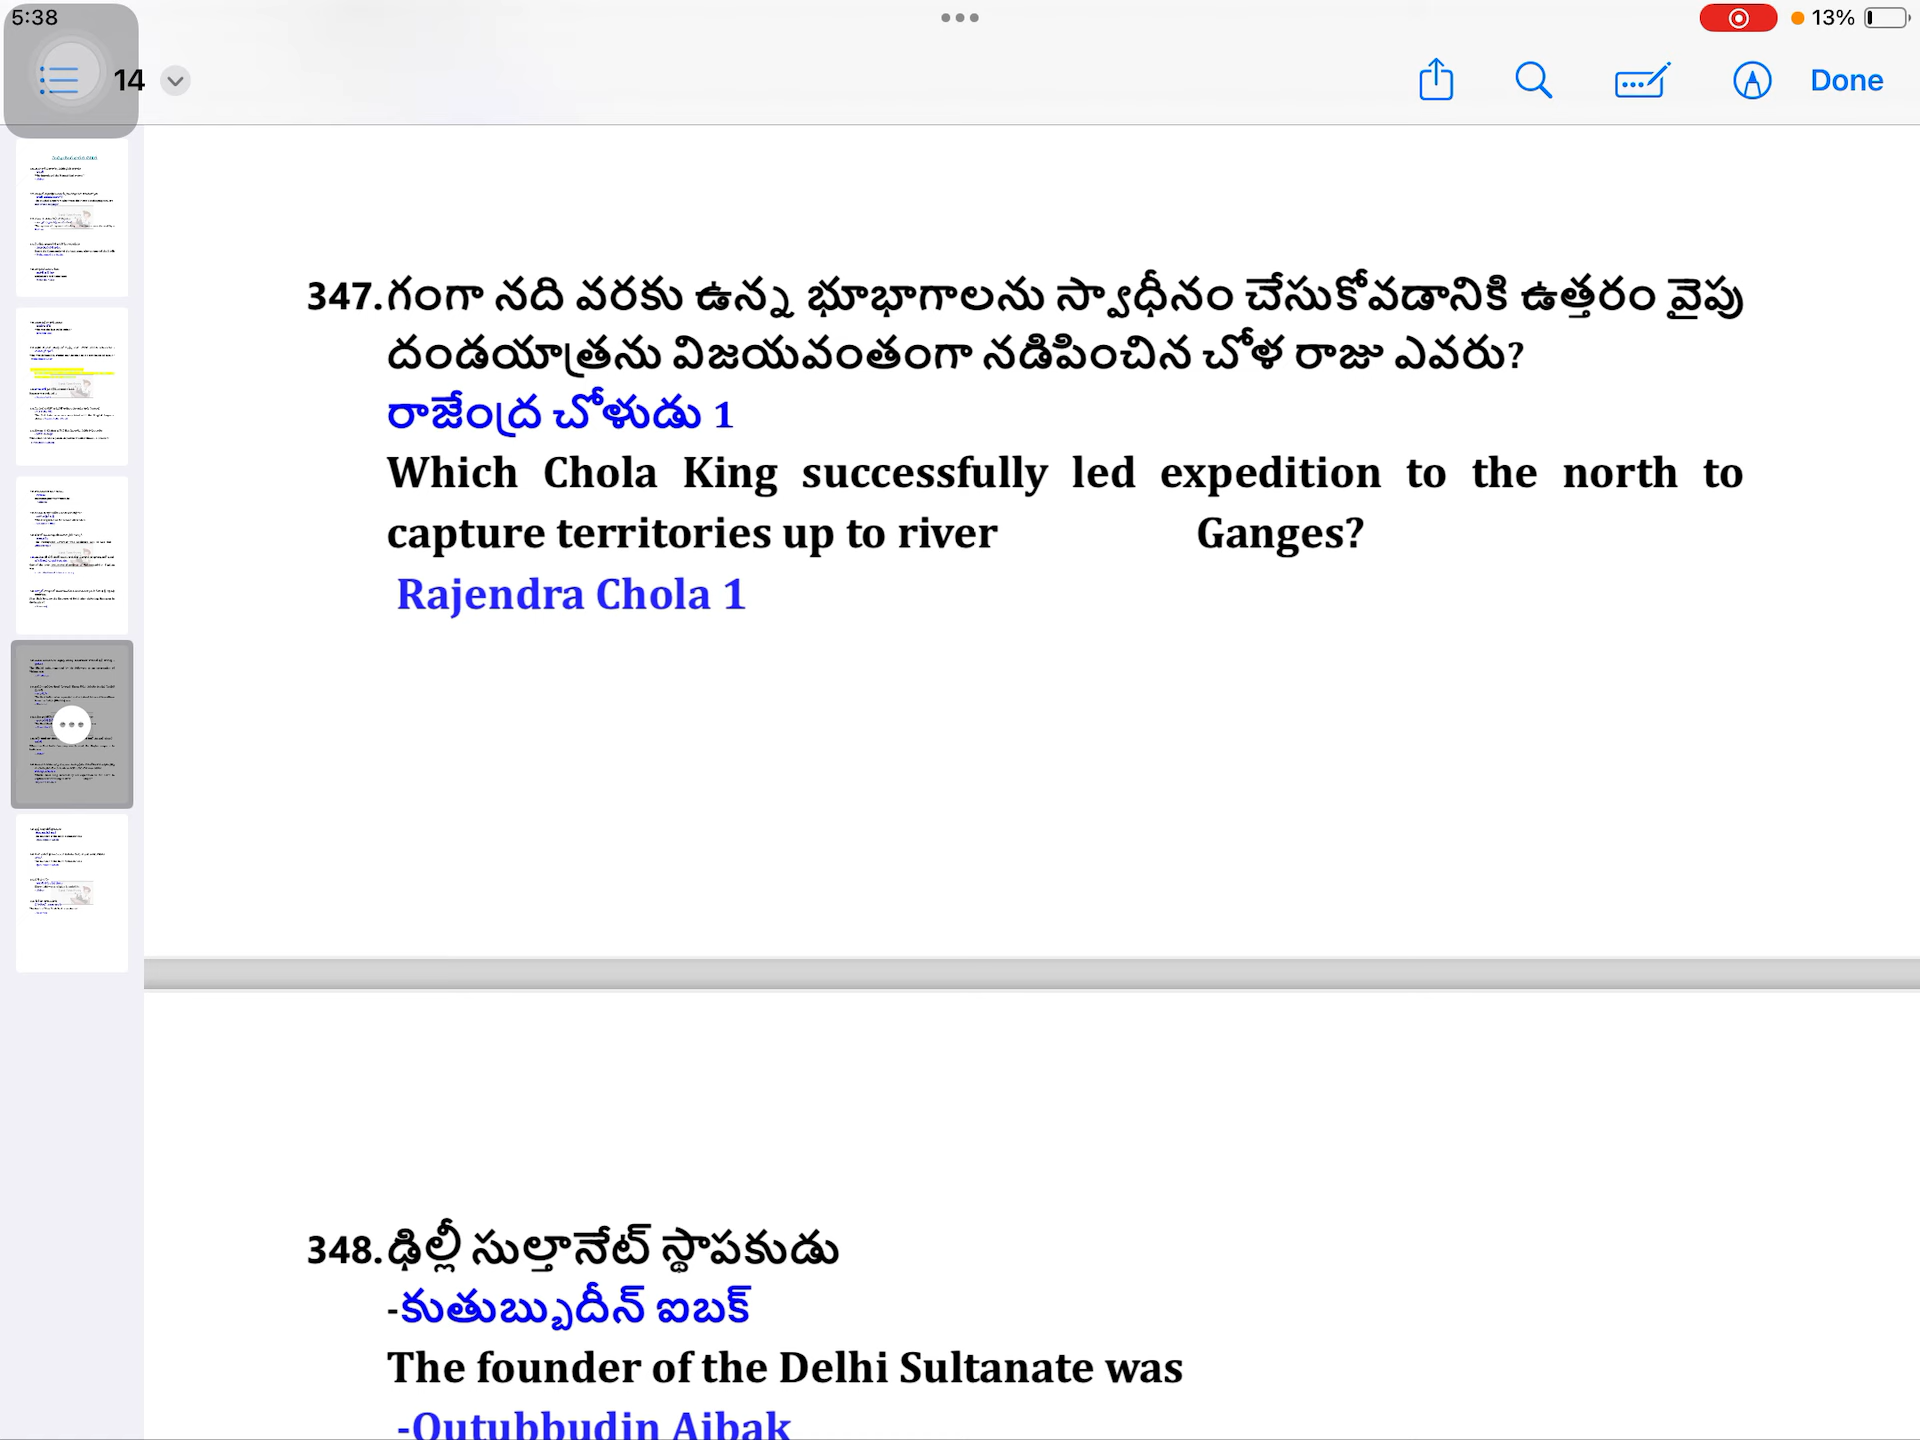 5:38
13%
14
Done
347.గంగా నది వరకు ఉన్న భూభాగాలను స్వాధీనం చేసుకోవడానికి ఉత్తరం వైపు
దండయాత్రను విజయవంతంగా నడిపించిన చోళ రాజు ఎవరు?
రాజేంద్ర చోళుడు 1
Which Chola King successfully led expedition to the north to
capture territories up to river Ganges?
Rajendra Chola 1
348.ఢిల్లీ సుల్తానేట్ స్థాపకుడు
-కుతుబ్బుదీన్ ఐబక్
The founder of the Delhi Sultanate was
-Qutubbudin Aibak